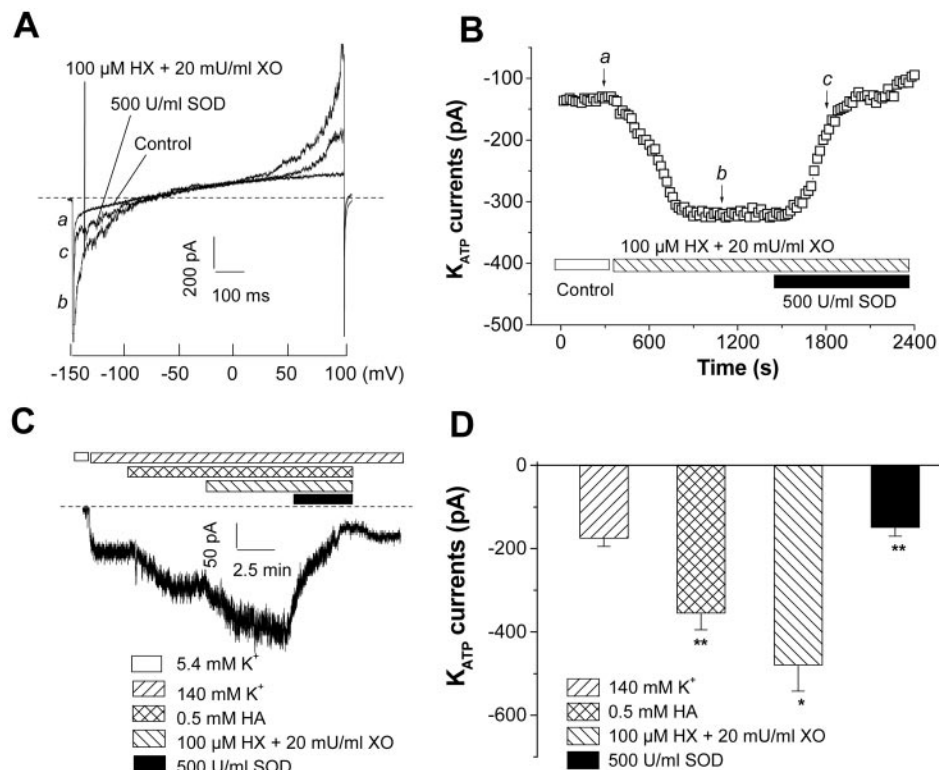 A
100 μM HX + 20 mU/ml XO
500 U/ml SOD
Control
a
c
b
200 pA
100 ms
-150 -100 -50 0 50 100 (mV)
B
KATP currents (pA)
-100
-200
-300
-400
-500
a
b
c
100 μM HX + 20 mU/ml XO
Control
500 U/ml SOD
0 600 1200 1800 2400
Time (s)
C
50 pA
2.5 min
5.4 mM K+
140 mM K+
0.5 mM HA
100 μM HX + 20 mU/ml XO
500 U/ml SOD
D
KATP currents (pA)
0
-200
-400
-600
**
*
**
140 mM K+
0.5 mM HA
100 μM HX + 20 mU/ml XO
500 U/ml SOD